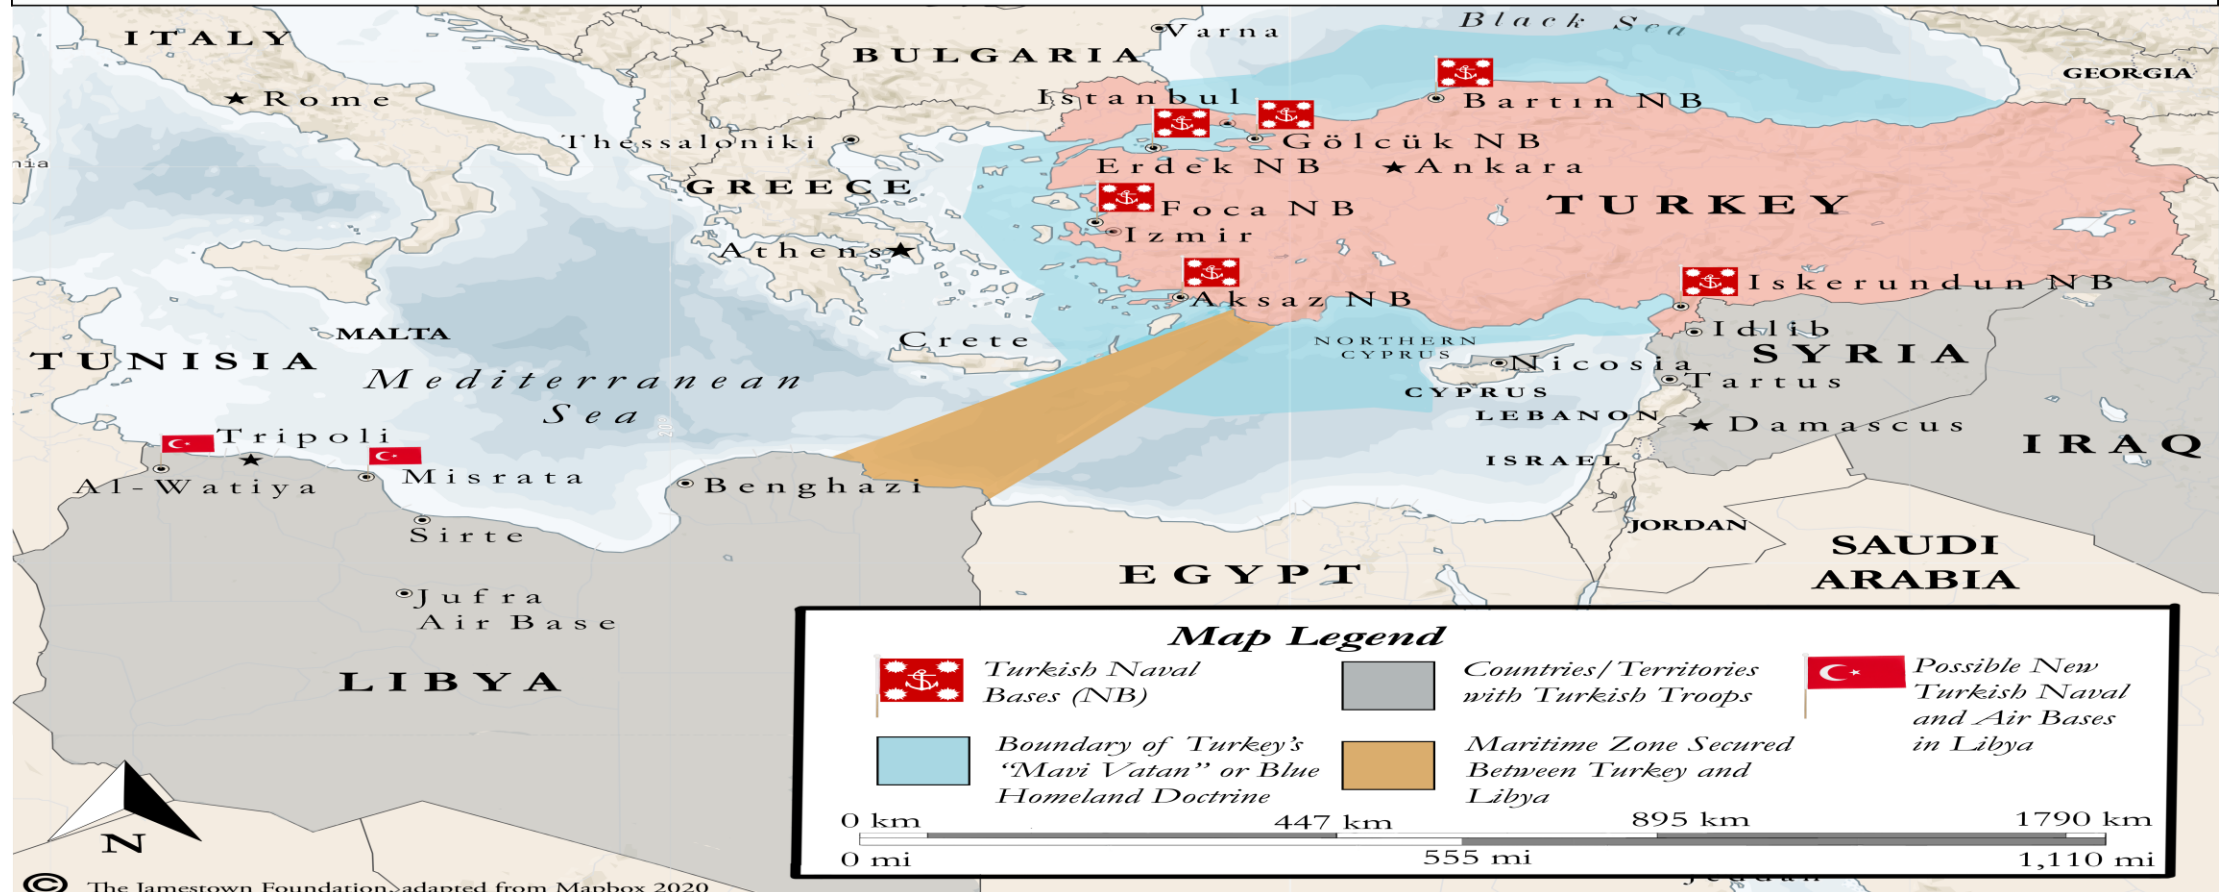 Black Sea
Varna
ITALY
BULGARIA
GEORGIA
Rome
Istanbul
Bartın NB
Thessaloniki
Gölcük NB
Erdek NB
Ankara
GREECE
Foca NB
TURKEY
Izmir
Athens
Iskerundun NB
Aksaz NB
MALTA
Crete
NORTHERN
CYPRUS
Idlib
SYRIA
TUNISIA
Nicosia
Mediterranean
Sea
CYPRUS
Tartus
LEBANON
Damascus
IRAQ
Tripoli
ISRAEL
Misrata
Al-Watiya
Benghazi
JORDAN
Sirte
SAUDI
ARABIA
EGYPT
Jufra
Air Base
LIBYA
Map Legend
Turkish Naval
Bases (NB)
Countries/Territories
with Turkish Troops
Possible New
Turkish Naval
and Air Bases
in Libya
Boundary of Turkey's
“Mavi Vatan” or Blue
Homeland Doctrine
Maritime Zone Secured
Between Turkey and
Libya
0 km 447 km 895 km 1790 km
0 mi 555 mi 1,110 mi
N
© The Jamestown Foundation, adapted from Mapbox 2020